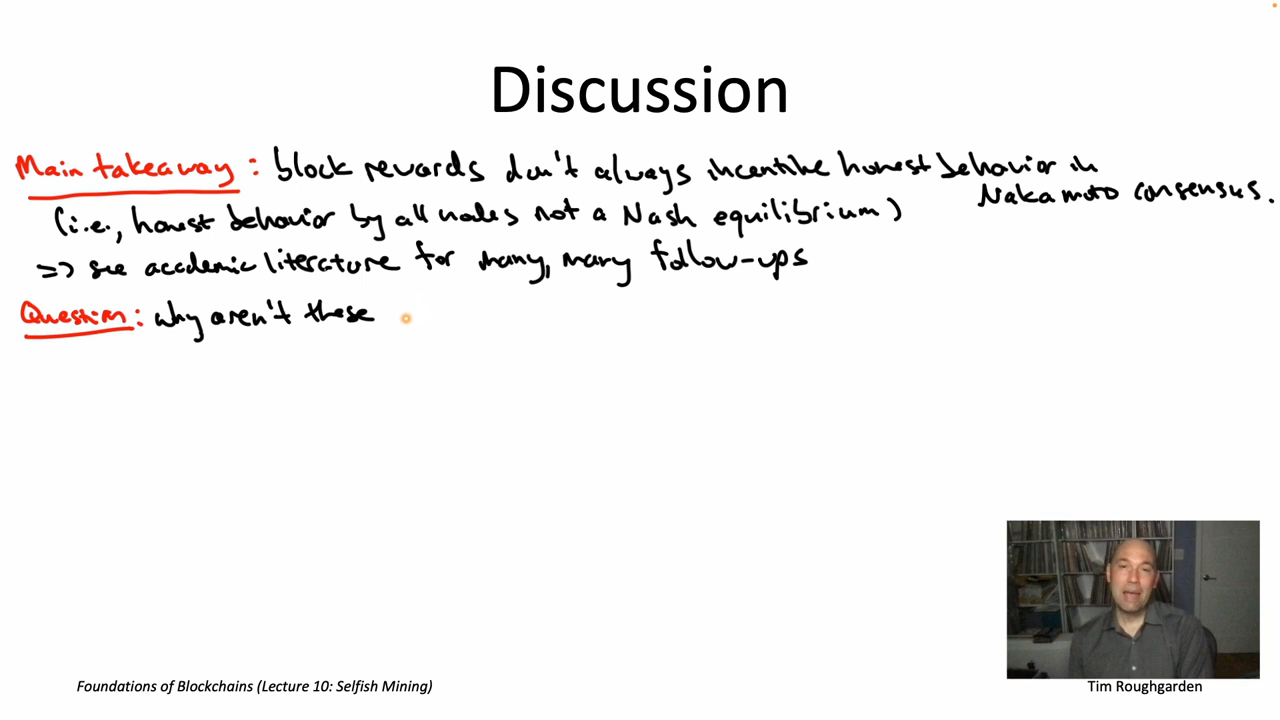 Discussion
Main takeaway: block rewards don't always incentive honest behavior in
Nakamoto consensus.
(i.e., honest behavior by all nodes not a Nash equilibrium)
=> see academic literature for many, many follow-ups
Question: why aren't these
Foundations of Blockchains (Lecture 10: Selfish Mining)
Tim Roughgarden